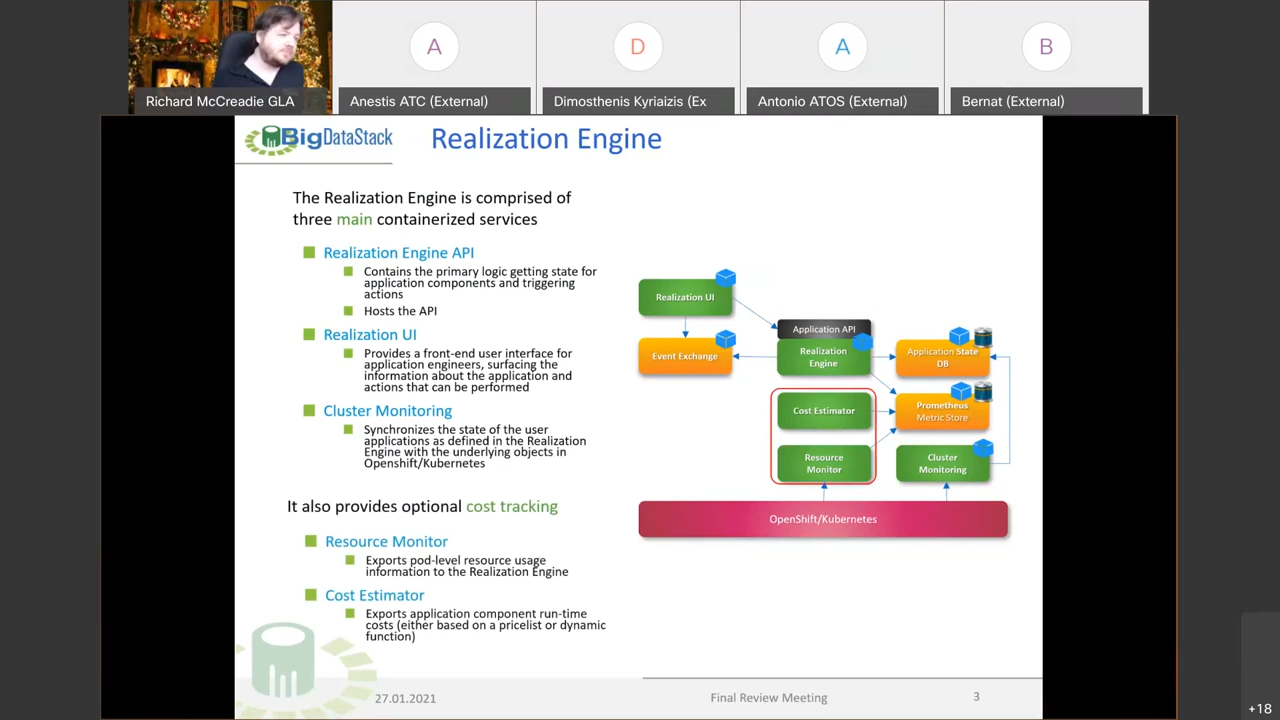 A
D
A
B
Richard McCreadie GLA
Anestis ATC (External)
Dimosthenis Kyriaizis (Ex
Antonio ATOS (External)
Bernat (External)
BigDataStack
Realization Engine
The Realization Engine is comprised of
three main containerized services
Realization Engine API
Contains the primary logic getting state for
application components and triggering
actions
Hosts the API
Realization UI
Provides a front-end user interface for
application engineers, surfacing the
information about the application and
actions that can be performed
Cluster Monitoring
Synchronizes the state of the user
applications as defined in the Realization
Engine with the underlying objects in
Openshift/Kubernetes
It also provides optional cost tracking
Resource Monitor
Exports pod-level resource usage
information to the Realization Engine
Cost Estimator
Exports application component run-time
costs (either based on a pricelist or dynamic
function)
Realization UI
Event Exchange
Application API
Realization
Engine
Application State
DB
Cost Estimator
Prometheus
Metric Store
Resource
Monitor
Cluster
Monitoring
OpenShift/Kubernetes
27.01.2021
Final Review Meeting
3
+18